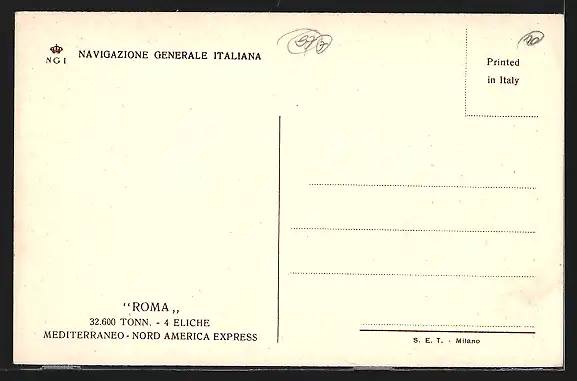 NGI NAVIGAZIONE GENERALE ITALIANA
Printed
in Italy
"ROMA„
32.600 TONN. - 4 ELICHE
MEDITERRANEO - NORD AMERICA EXPRESS
S. E. T. - Milano